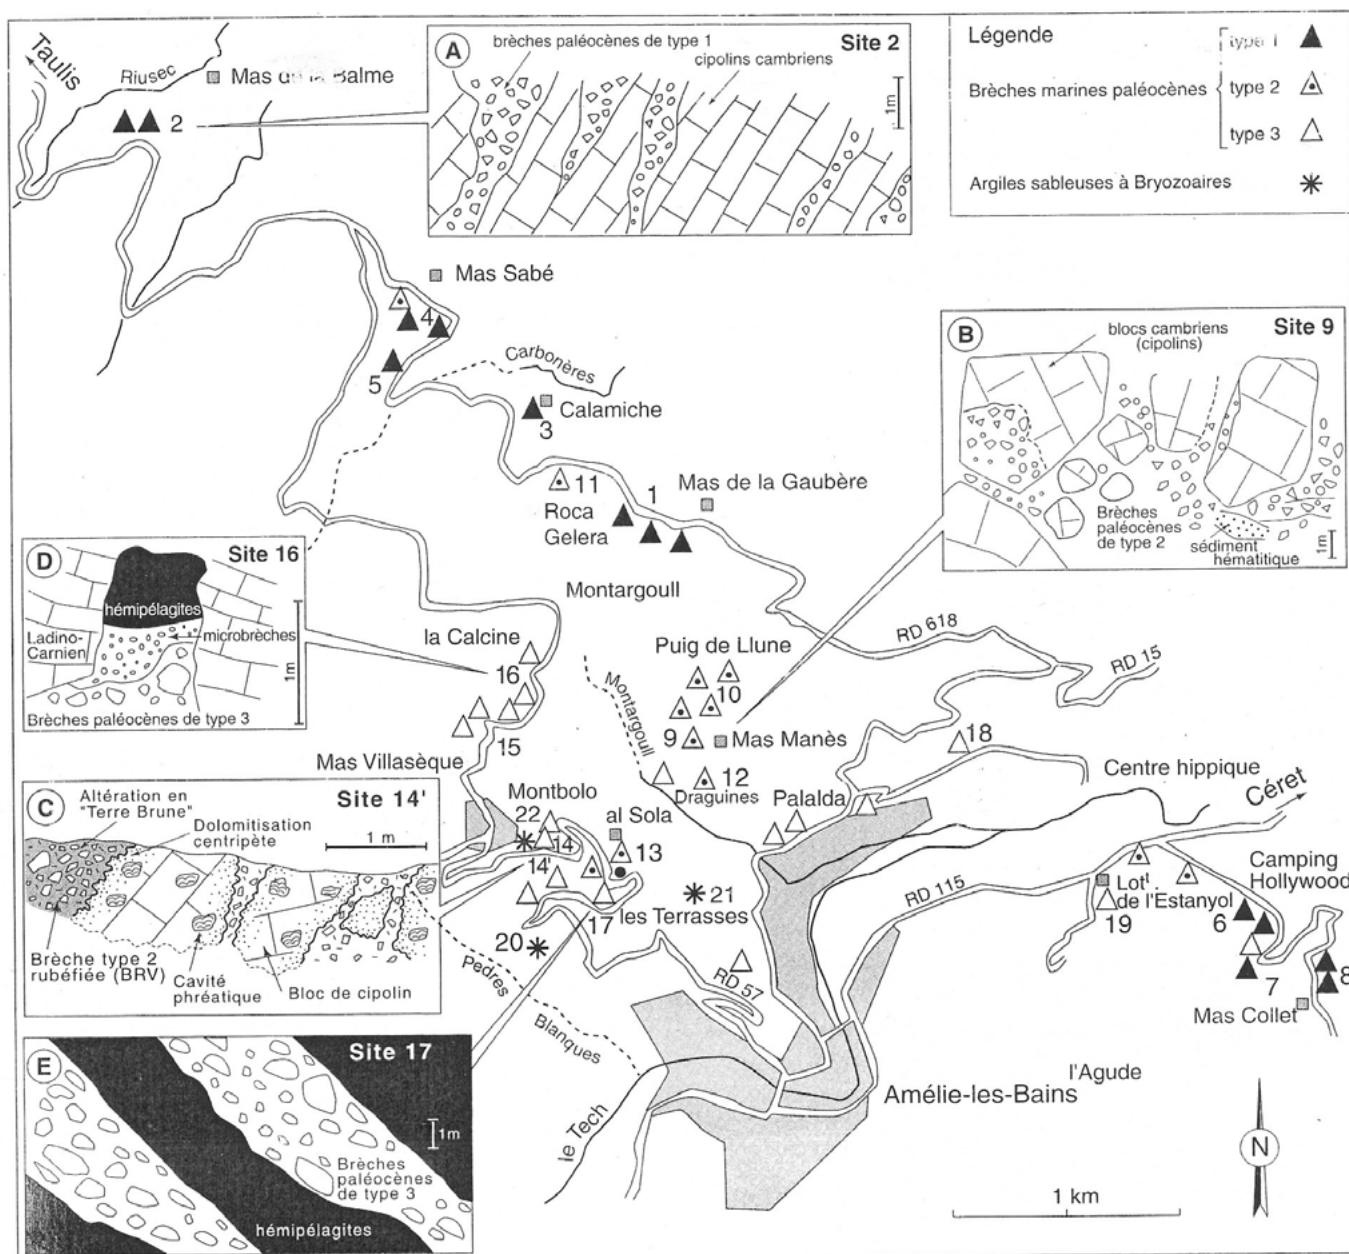 Taulis
Riusec
Mas de la Balme
2
A
brèches paléocènes de type 1
cipolins cambriens
Site 2
1m
Légende
Brèches marines paléocènes
type 1
type 2
type 3
Argiles sableuses à Bryozoaires
Mas Sabé
4
5
Carbonères
Calamiche
3
11
Roca
Gelera
1
Mas de la Gaubère
Montargoull
B
blocs cambriens
(cipolins)
Site 9
Brèches
paléocènes
de type 2
sédiment
hématitique
1m
D
Site 16
hémipélagites
Ladino-
Carnien
microbrèches
1m
Brèches paléocènes de type 3
la Calcine
16
15
Mas Villasèque
Montargoull
Puig de Llune
10
9
Mas Manès
12
Draguines
RD 618
RD 15
18
Palalda
Centre hippique
Céret
C
Altération en
"Terre Brune"
Site 14'
Dolomitisation
centripète
1 m
Brèche type 2
rubéfiée (BRV)
Cavité
phréatique
Bloc de cipolin
Montbolo
22
14
14'
al Sola
13
17
les Terrasses
21
20
Pedres
Blanques
RD 57
RD 115
Lot<sup>t</sup>
de l'Estanyol
19
Camping
Hollywood
6
7
8
Mas Collet
E
Site 17
1m
Brèches
paléocènes
de type 3
hémipélagites
le Tech
Amélie-les-Bains
l'Agude
1 km
N